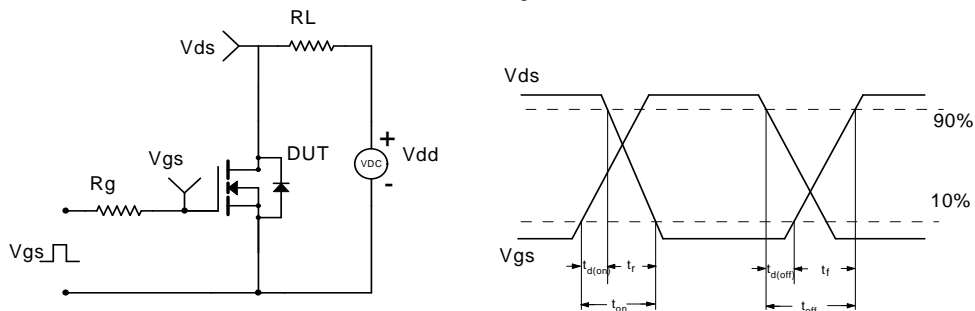 RL
Vds
Vgs
DUT
Rg
VDC
+
-
Vdd
Vgs
Vds
90%
10%
Vgs
td(on)
tr
td(off)
tf
ton
toff